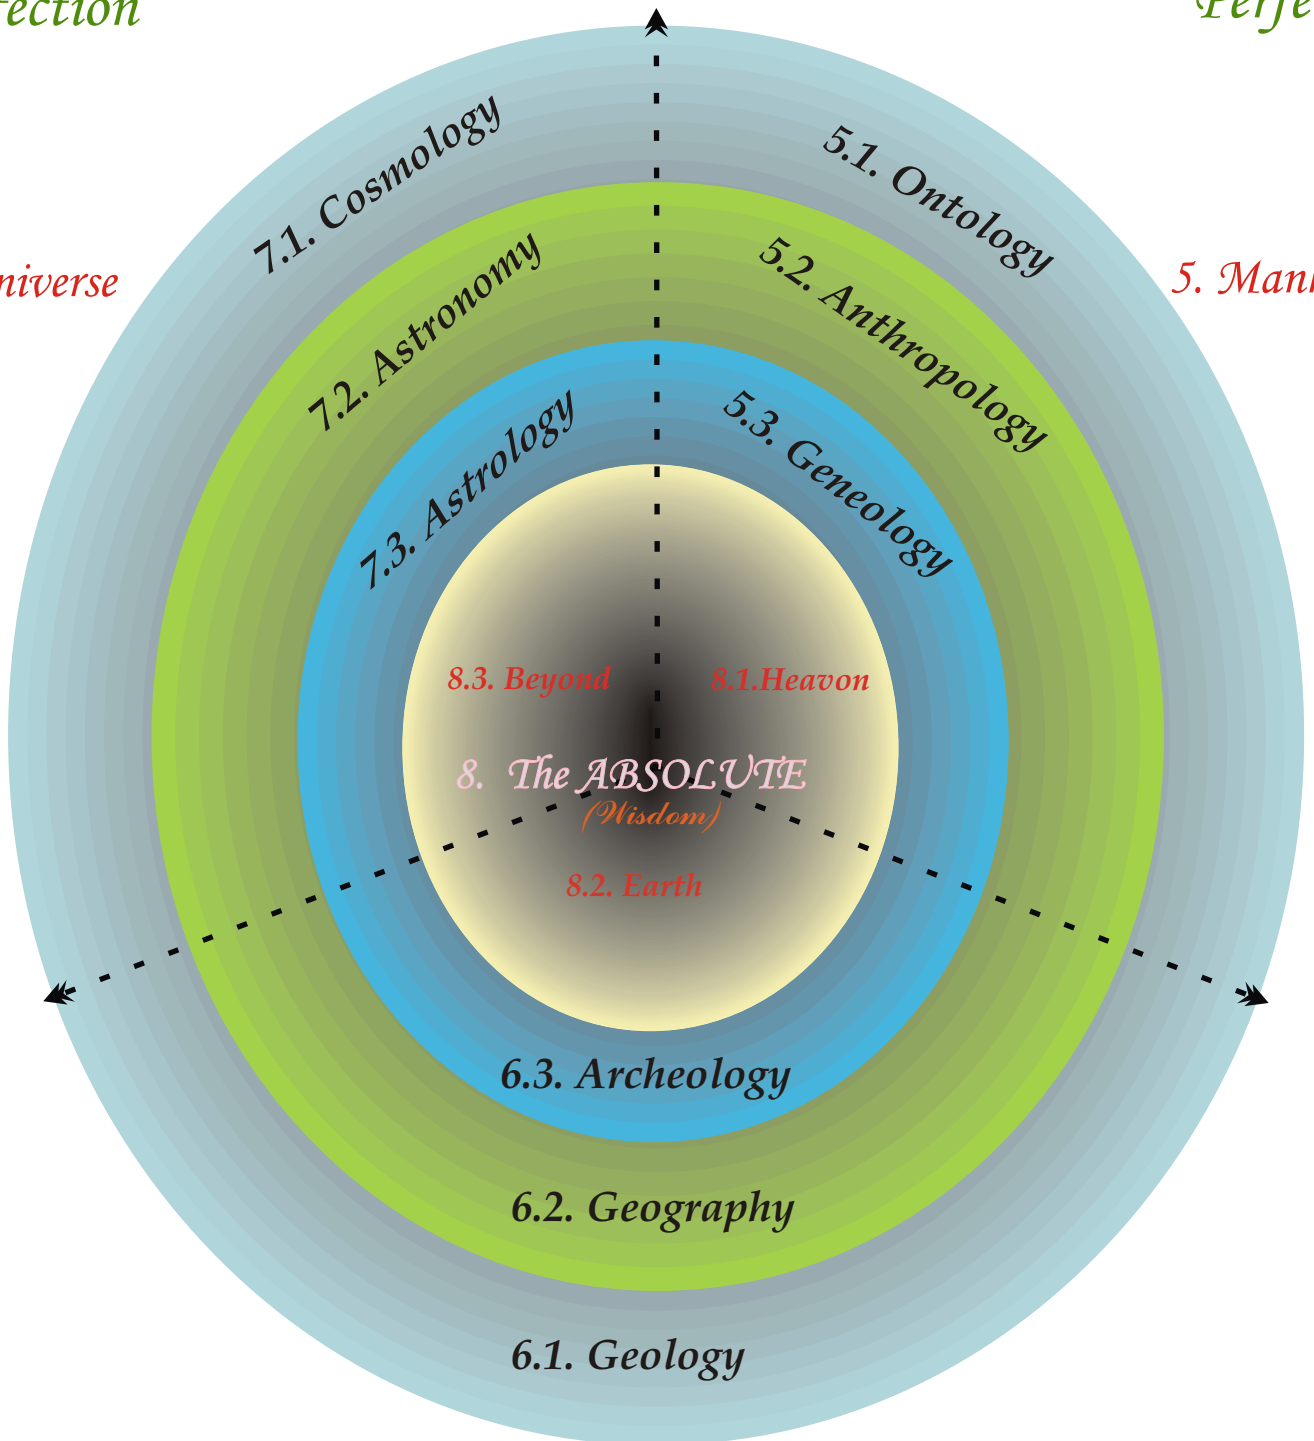 ection
Perfe
7.1. Cosmology
5.1. Ontology
niverse
5. Man
7.2. Astronomy
5.2. Anthropology
7.3. Astrology
5.3. Geneology
8.3. Beyond
8.1.Heavon
8. The ABSOLUTE
(Wisdom)
8.2. Earth
6.3. Archeology
6.2. Geography
6.1. Geology